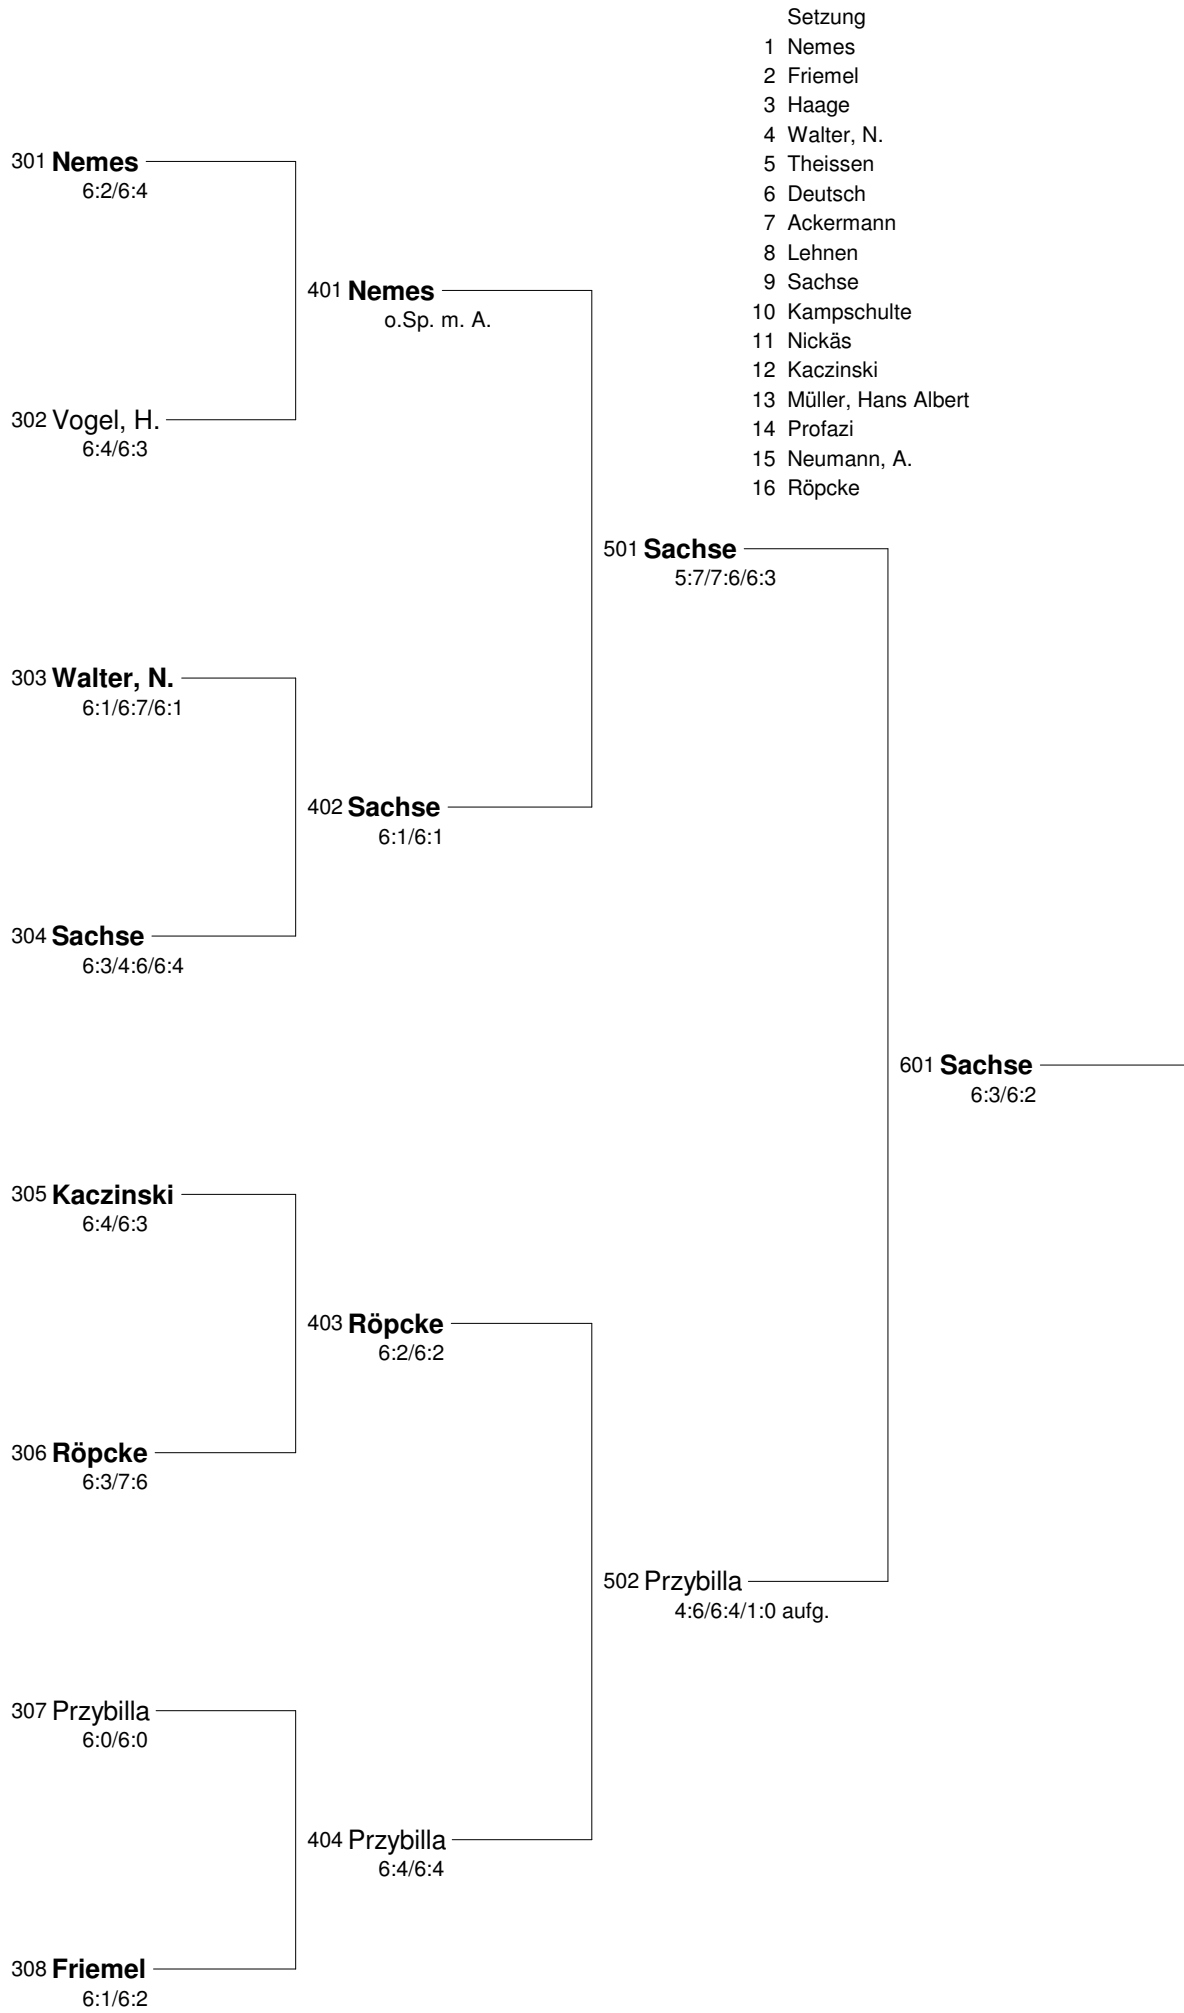 Setzung
1 Nemes
2 Friemel
3 Haage
4 Walter, N.
5 Theissen
6 Deutsch
7 Ackermann
8 Lehnen
9 Sachse
10 Kampschulte
11 Nickäs
12 Kaczinski
13 Müller, Hans Albert
14 Profazi
15 Neumann, A.
16 Röpcke
301 Nemes
6:2/6:4
401 Nemes
o.Sp. m. A.
302 Vogel, H.
6:4/6:3
501 Sachse
5:7/7:6/6:3
303 Walter, N.
6:1/6:7/6:1
402 Sachse
6:1/6:1
304 Sachse
6:3/4:6/6:4
601 Sachse
6:3/6:2
305 Kaczinski
6:4/6:3
403 Röpcke
6:2/6:2
306 Röpcke
6:3/7:6
502 Przybilla
4:6/6:4/1:0 aufg.
307 Przybilla
6:0/6:0
404 Przybilla
6:4/6:4
308 Friemel
6:1/6:2